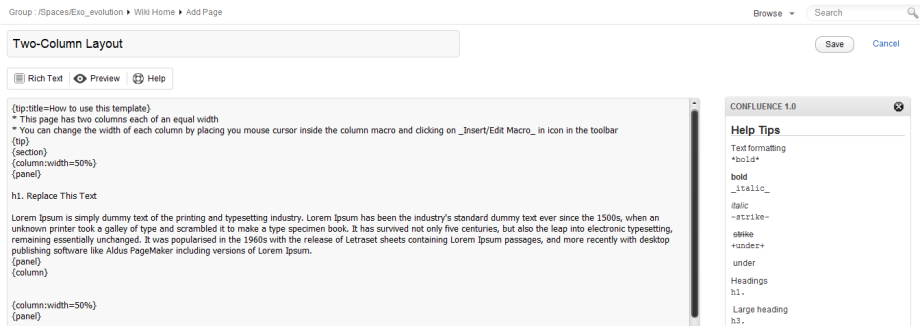 Group : /Spaces/Exo_evolution ▸ Wiki Home ▸ Add Page
Browse
Search
Two-Column Layout
Save
Cancel
Rich Text
Preview
Help
{tip:title=How to use this template}
* This page has two columns each of an equal width
* You can change the width of each column by placing you mouse cursor inside the column macro and clicking on _Insert/Edit Macro_ in icon in the toolbar
{tip}
{section}
{column:width=50%}
{panel}
h1. Replace This Text
Lorem Ipsum is simply dummy text of the printing and typesetting industry. Lorem Ipsum has been the industry's standard dummy text ever since the 1500s, when an
unknown printer took a galley of type and scrambled it to make a type specimen book. It has survived not only five centuries, but also the leap into electronic typesetting,
remaining essentially unchanged. It was popularised in the 1960s with the release of Letraset sheets containing Lorem Ipsum passages, and more recently with desktop
publishing software like Aldus PageMaker including versions of Lorem Ipsum.
{panel}
{column}
{column:width=50%}
{panel}
CONFLUENCE 1.0
Help Tips
Text formatting
*bold*
bold
_italic_
italic
-strike-
strike
+under+
under
Headings
h1.
Large heading
h3.